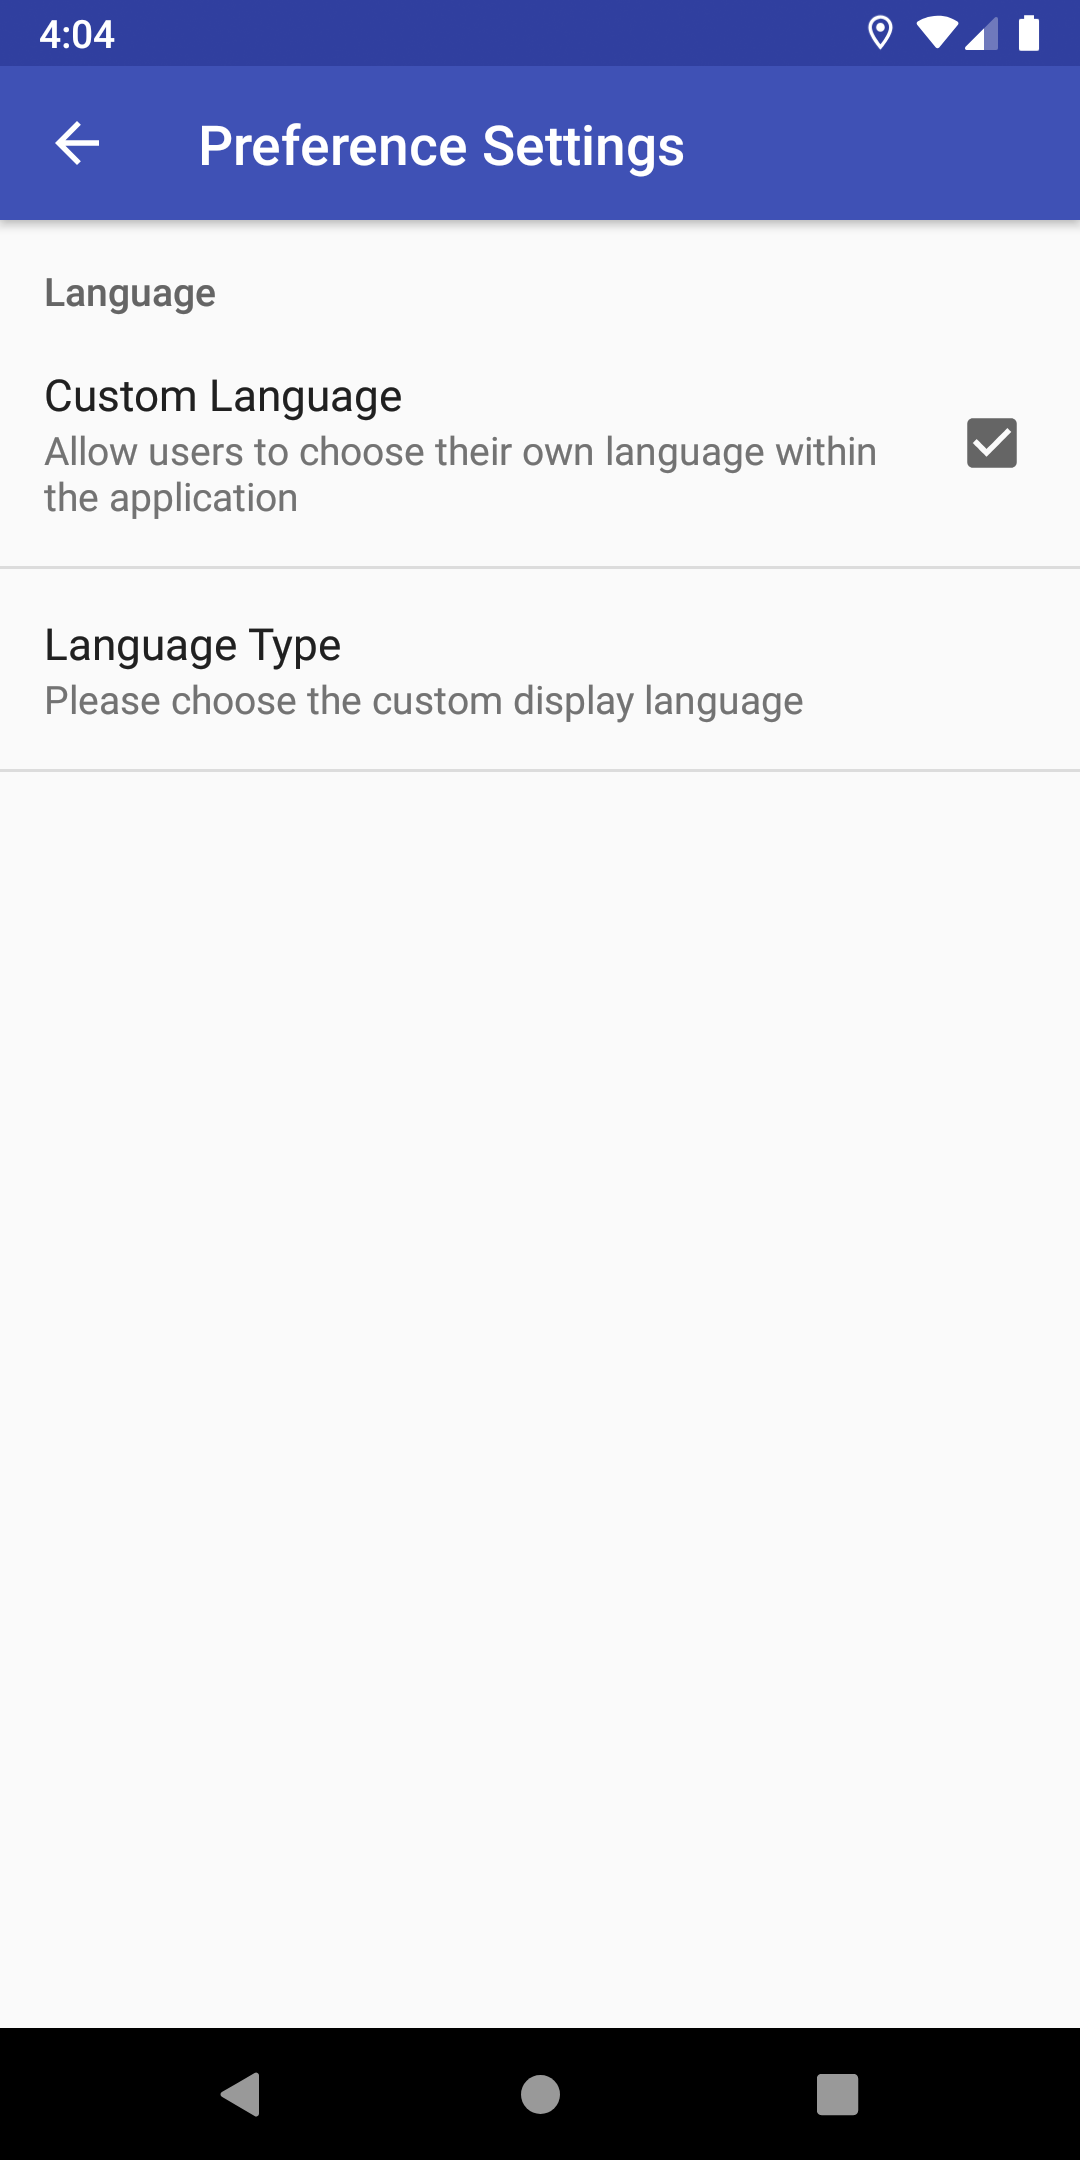 4:04
Preference Settings
Language
Custom Language
Allow users to choose their own language within
the application
Language Type
Please choose the custom display language